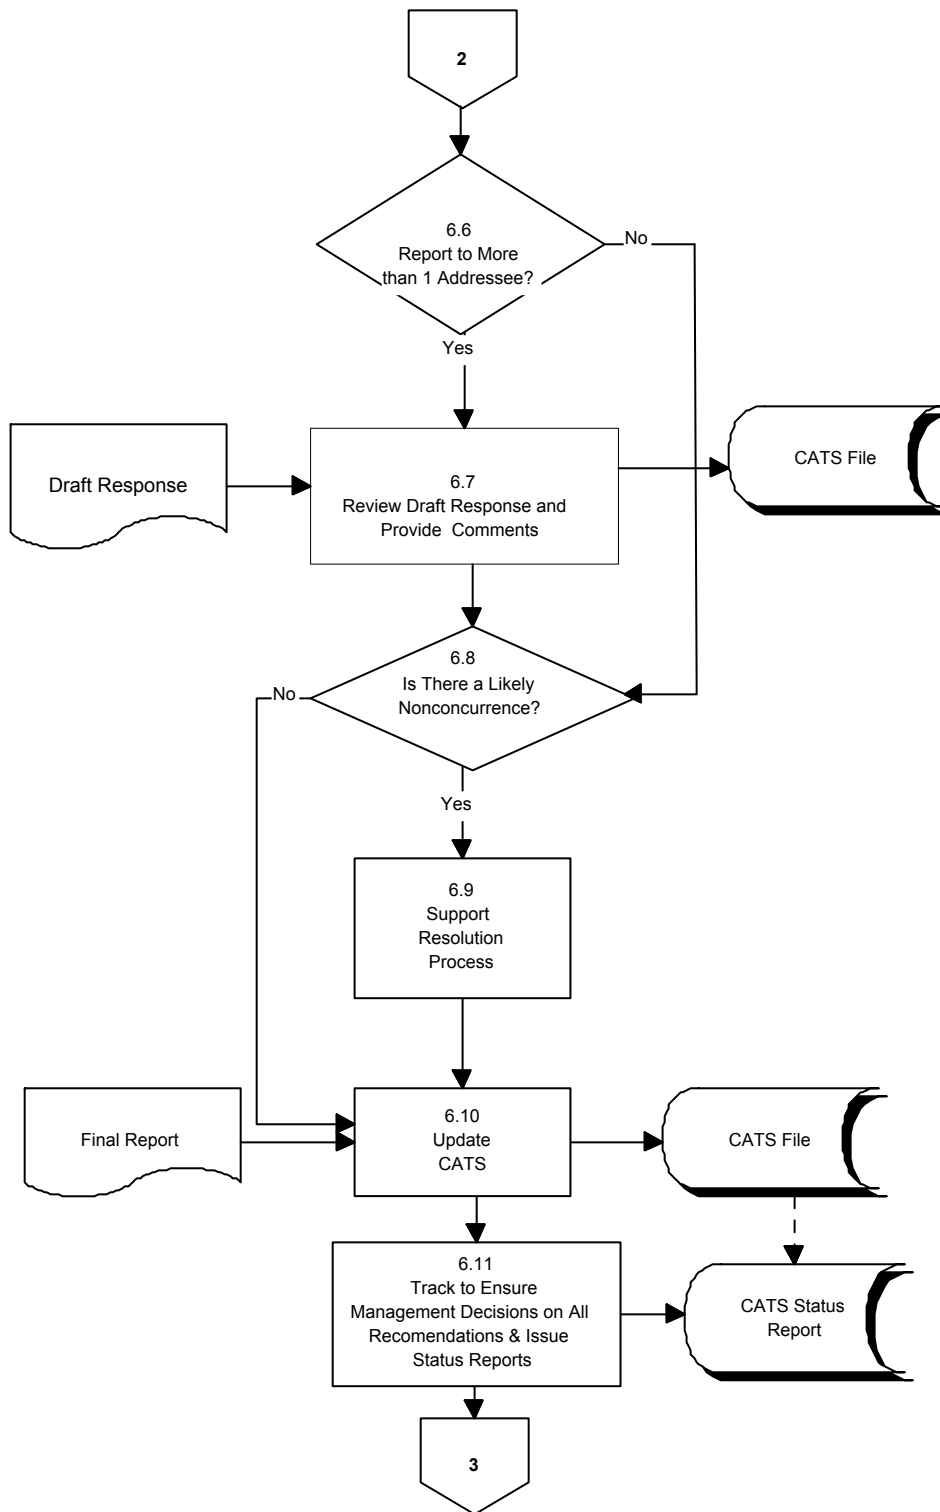 2
6.6
Report to More
than 1 Addressee?
No
Yes
CATS File
Draft Response
6.7
Review Draft Response and
Provide Comments
6.8
Is There a Likely
Nonconcurrence?
No
Yes
6.9
Support
Resolution
Process
Final Report
6.10
Update
CATS
CATS File
6.11
Track to Ensure
Management Decisions on All
Recomendations & Issue
Status Reports
CATS Status
Report
3